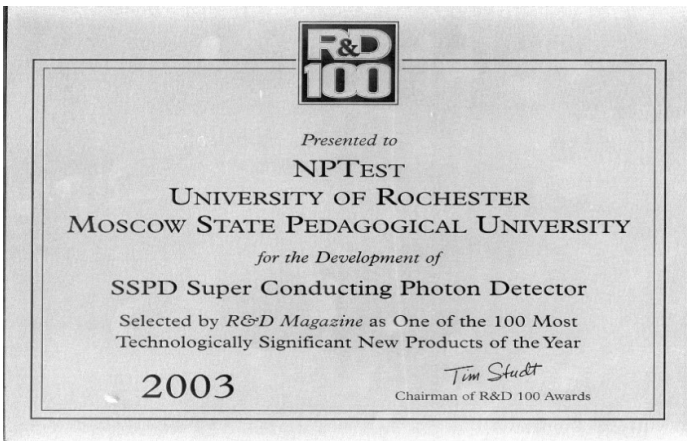 R&D
100
Presented to
NPTEST
UNIVERSITY OF ROCHESTER
MOSCOW STATE PEDAGOGICAL UNIVERSITY
for the Development of
SSPD Super Conducting Photon Detector
Selected by R&D Magazine as One of the 100 Most
Technologically Significant New Products of the Year
2003
Tim Studt
Chairman of R&D 100 Awards